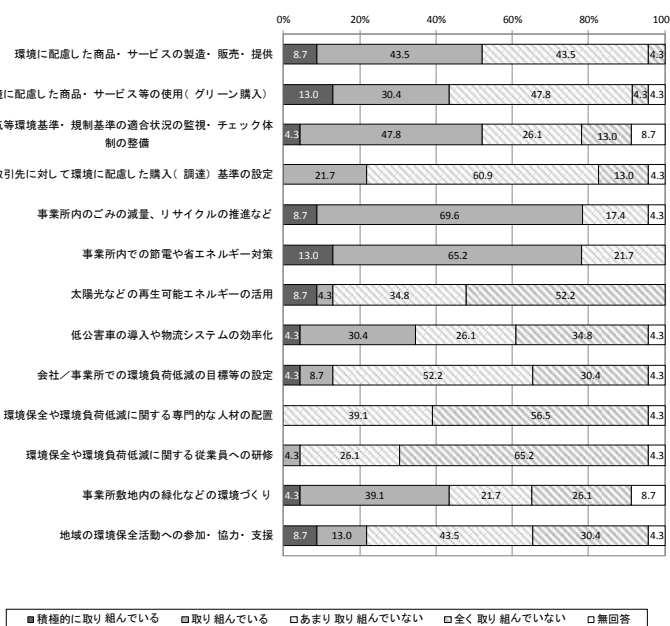 0% 20% 40% 60% 80% 100
環境に配慮した商品・サービスの製造・販売・提供 8.7 43.5 43.5 4.3
に配慮した商品・サービス等の使用(グリーン購入) 13.0 30.4 47.8 4.3 4.3
等環境基準・規制基準の適合状況の監視・チェック体
制の整備 4.3 47.8 26.1 13.0 8.7
引先に対して環境に配慮した購入(調達)基準の設定 21.7 60.9 13.0 4.3
事業所内のごみの減量、リサイクルの推進など 8.7 69.6 17.4 4.3
事業所内での節電や省エネルギー対策 13.0 65.2 21.7
太陽光などの再生可能エネルギーの活用 8.7 4.3 34.8 52.2
低公害車の導入や物流システムの効率化 4.3 30.4 26.1 34.8 4.3
会社/事業所での環境負荷低減の目標等の設定 4.3 8.7 52.2 30.4 4.3
環境保全や環境負荷低減に関する専門的な人材の配置 39.1 56.5 4.3
環境保全や環境負荷低減に関する従業員への研修 4.3 26.1 65.2 4.3
事業所敷地内の緑化などの環境づくり 4.3 39.1 21.7 26.1 8.7
地域の環境保全活動への参加・協力・支援 8.7 13.0 43.5 30.4 4.3
積極的に取り組んでいる 取り組んでいる あまり取り組んでいない 全く取り組んでいない 無回答